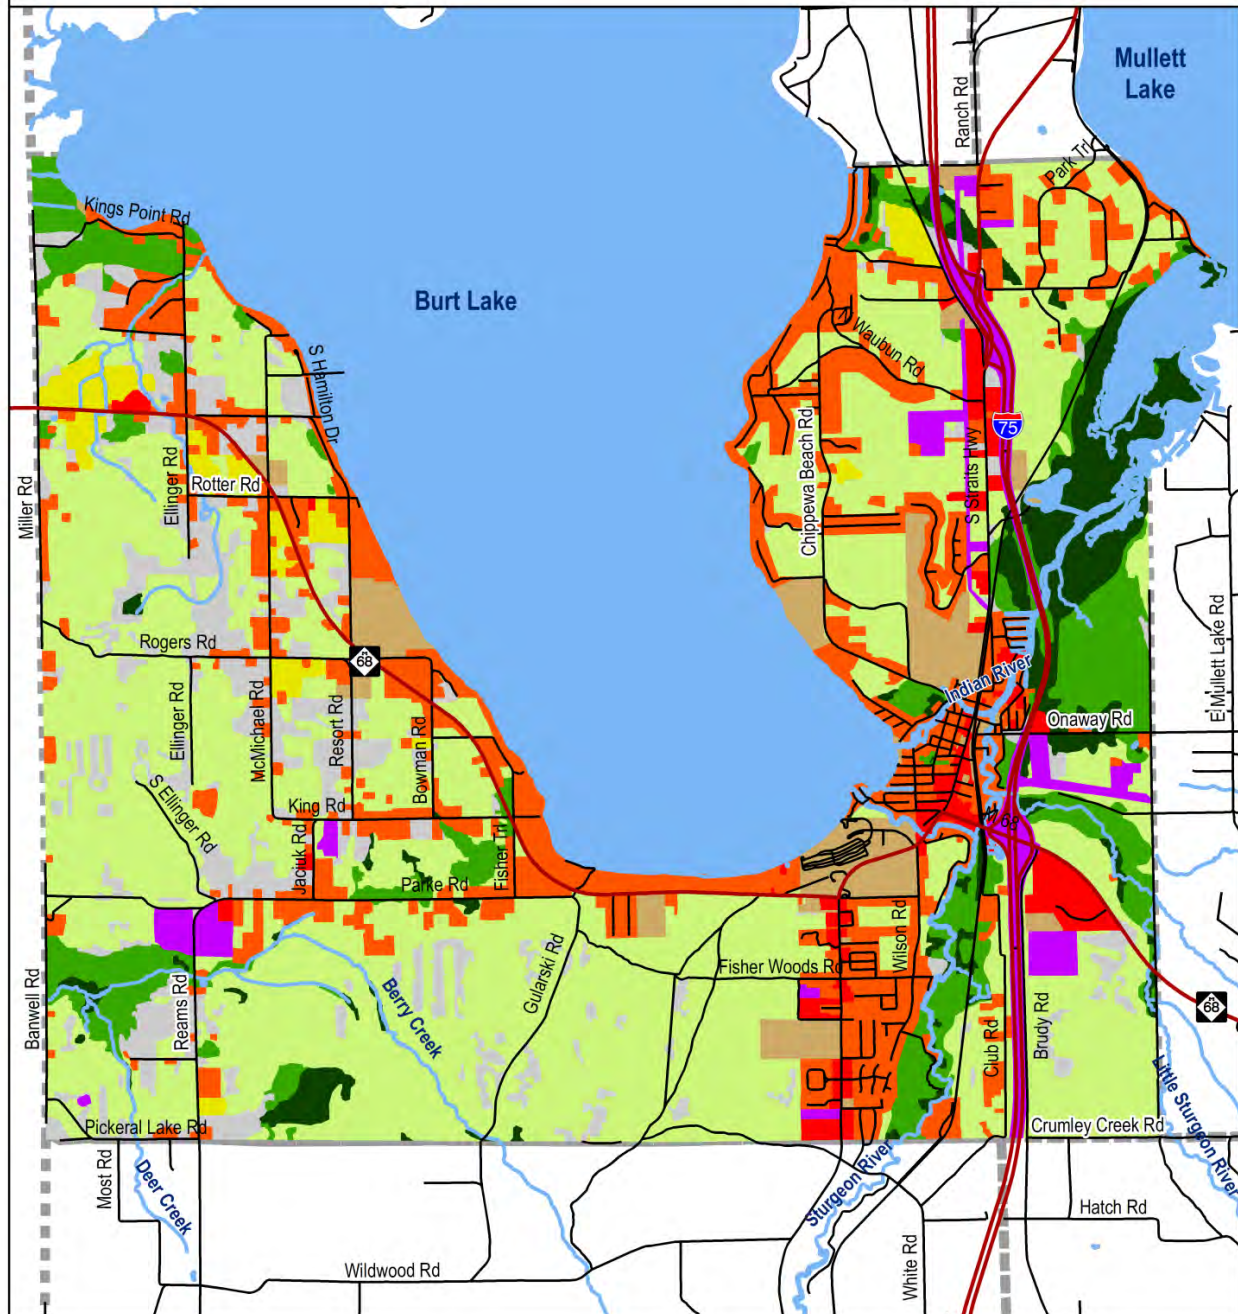 Mullett
Lake
Ranch Rd
Park Trl
Kings Point Rd
Burt Lake
Waubun Rd
S Hamilton Dr
Chippewa Beach Rd
75
S Straits Hwy
Ellinger Rd
Rotter Rd
Miller Rd
Rogers Rd
M
68
Indian River
E Mullett Lake Rd
Onaway Rd
Ellinger Rd
McMichael Rd
Resort Rd
Bowman Rd
S Ellinger Rd
King Rd
M 68
Jaciuk Rd
Fisher Trl
Parke Rd
Wilson Rd
Fisher Woods Rd
Gularski Rd
Banwell Rd
Reams Rd
Berry Creek
Club Rd
Brudy Rd
M
68
Little Sturgeon River
Pickeral Lake Rd
Crumley Creek Rd
Most Rd
Deer Creek
Sturgeon River
Hatch Rd
White Rd
Wildwood Rd